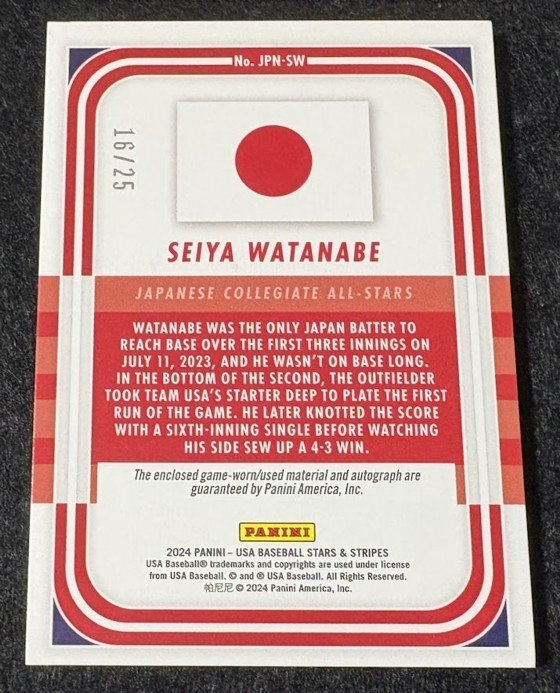 No. JPN-SW
16/25
SEIYA WATANABE
JAPANESE COLLEGIATE ALL-STARS
WATANABE WAS THE ONLY JAPAN BATTER TO
REACH BASE OVER THE FIRST THREE INNINGS ON
JULY 11, 2023, AND HE WASN'T ON BASE LONG.
IN THE BOTTOM OF THE SECOND, THE OUTFIELDER
TOOK TEAM USA'S STARTER DEEP TO PLATE THE FIRST
RUN OF THE GAME. HE LATER KNOTTED THE SCORE
WITH A SIXTH-INNING SINGLE BEFORE WATCHING
HIS SIDE SEW UP A 4-3 WIN.
The enclosed game-worn/used material and autograph are
guaranteed by Panini America, Inc.
PANINI
2024 PANINI – USA BASEBALL STARS & STRIPES
USA Baseball® trademarks and copyrights are used under license
from USA Baseball. © and ® USA Baseball. All Rights Reserved.
帕尼尼 © 2024 Panini America, Inc.